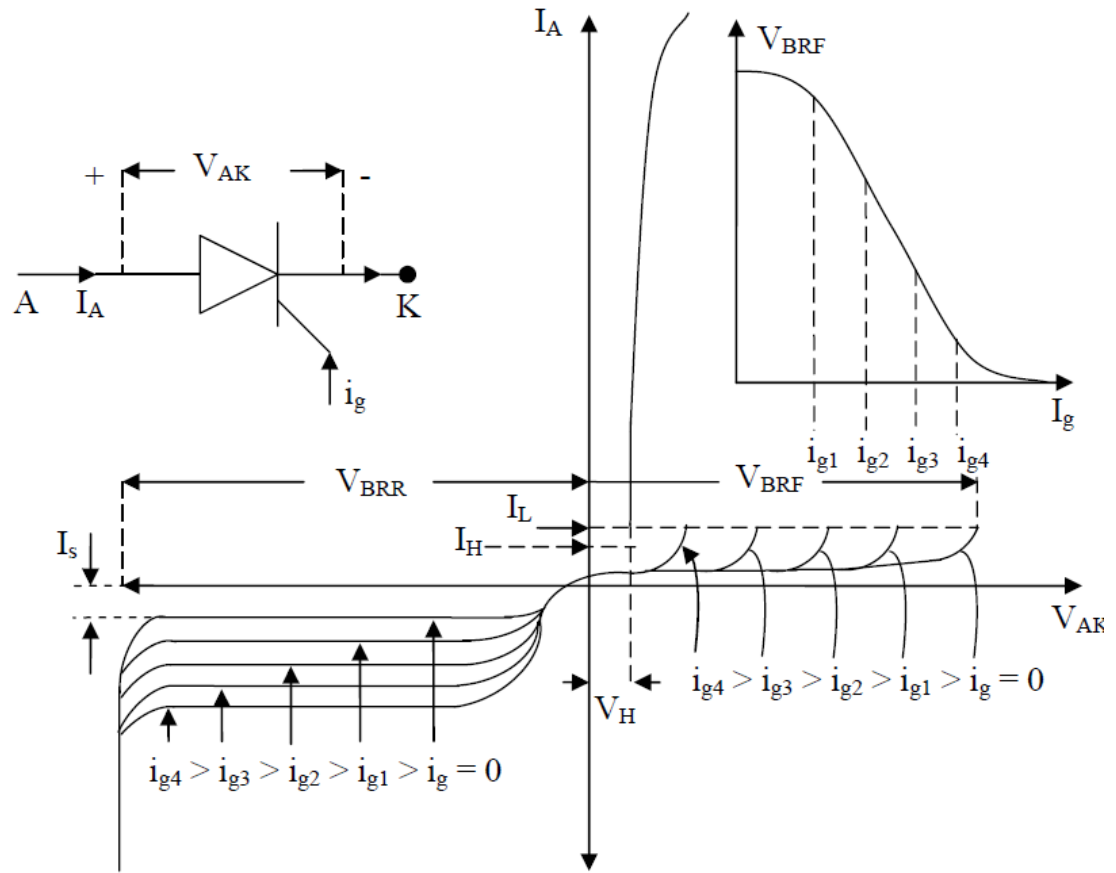 I_A
V_BRF
+ V_AK -
A I_A K
i_g
I_g
i_g1 i_g2 i_g3 i_g4
V_BRR V_BRF
I_L
I_s I_H
V_AK
i_g4 > i_g3 > i_g2 > i_g1 > i_g = 0
V_H
i_g4 > i_g3 > i_g2 > i_g1 > i_g = 0